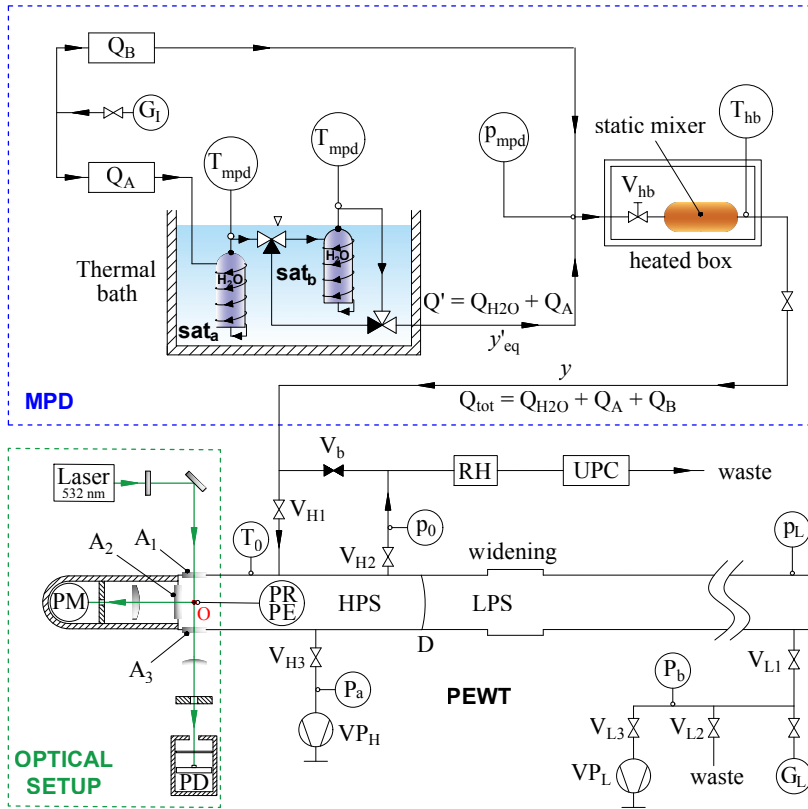 Q_B
G_I
T_mpd
T_mpd
p_mpd
static mixer
T_hb
Q_A
V_hb
H₂O
H₂O
sat_b
sat_a
Thermal
bath
heated box
Q' = Q_H2O + Q_A
y'_eq
y
MPD
Q_tot = Q_H2O + Q_A + Q_B
Laser
532 nm
V_b
RH
UPC
waste
V_H1
A_1
T_0
p_0
p_L
A_2
V_H2
widening
PM
O
PR
PE
HPS
LPS
D
A_3
V_H3
V_L1
P_a
PEWT
P_b
VP_H
V_L3
V_L2
OPTICAL
SETUP
PD
VP_L
waste
G_L